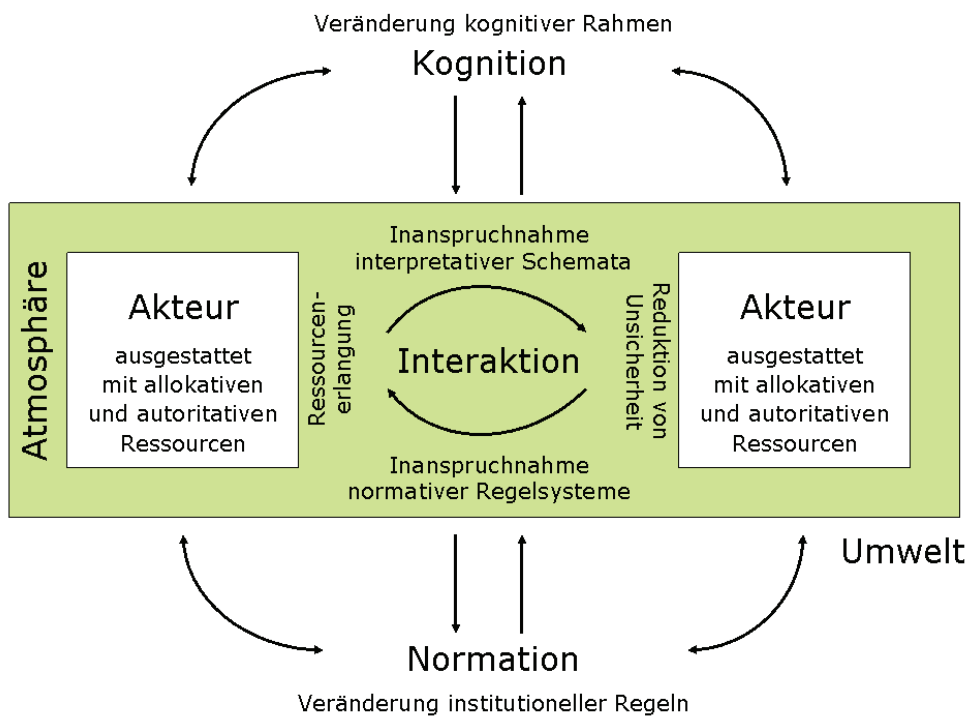 Veränderung kognitiver Rahmen
Kognition
Atmosphäre
Akteur
ausgestattet
mit allokativen
und autoritativen
Ressourcen
Ressourcen-
erlangung
Inanspruchnahme
interpretativer Schemata
Interaktion
Inanspruchnahme
normativer Regelsysteme
Reduktion von
Unsicherheit
Akteur
ausgestattet
mit allokativen
und autoritativen
Ressourcen
Umwelt
Normation
Veränderung institutioneller Regeln